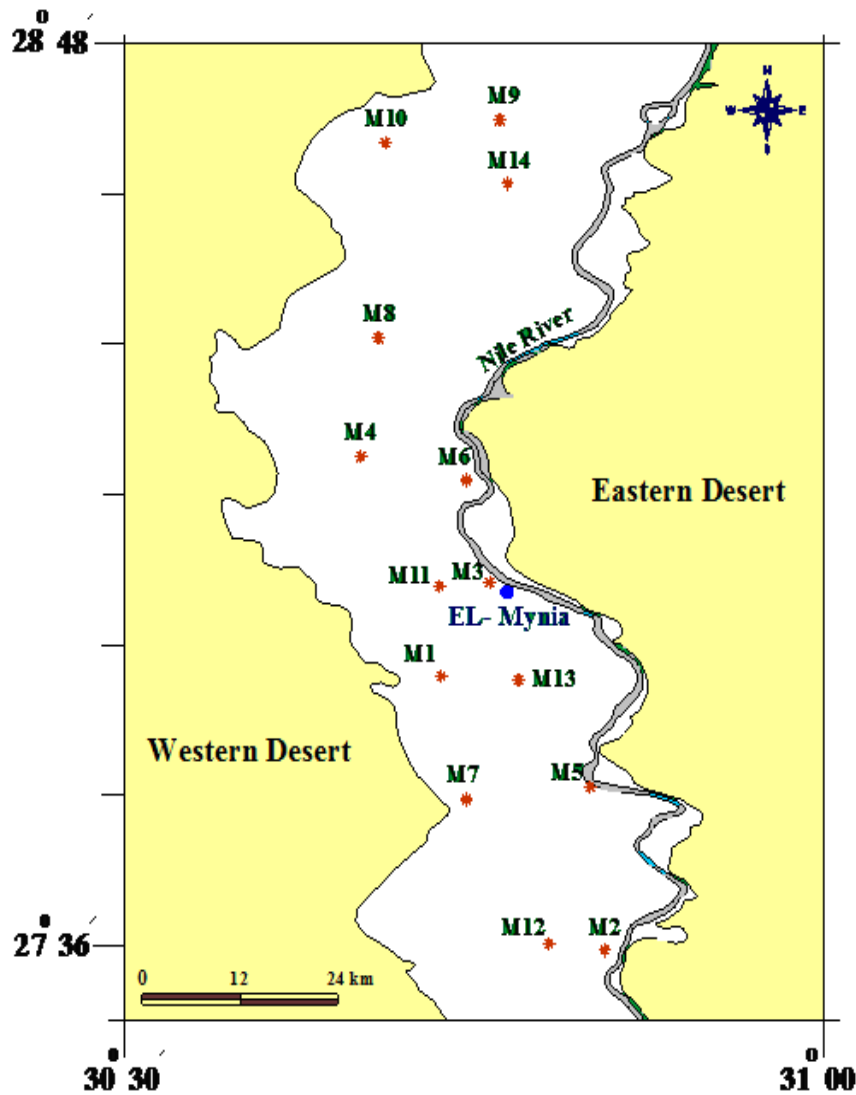 28° 48′
N
W E
S
M9
M10
M14
M8
Nile River
M4
M6
Eastern Desert
M11 M3
EL- Mynia
M1
M13
Western Desert
M7 M5
M12 M2
27° 36′
0 12 24 km
30° 30′ 31° 00